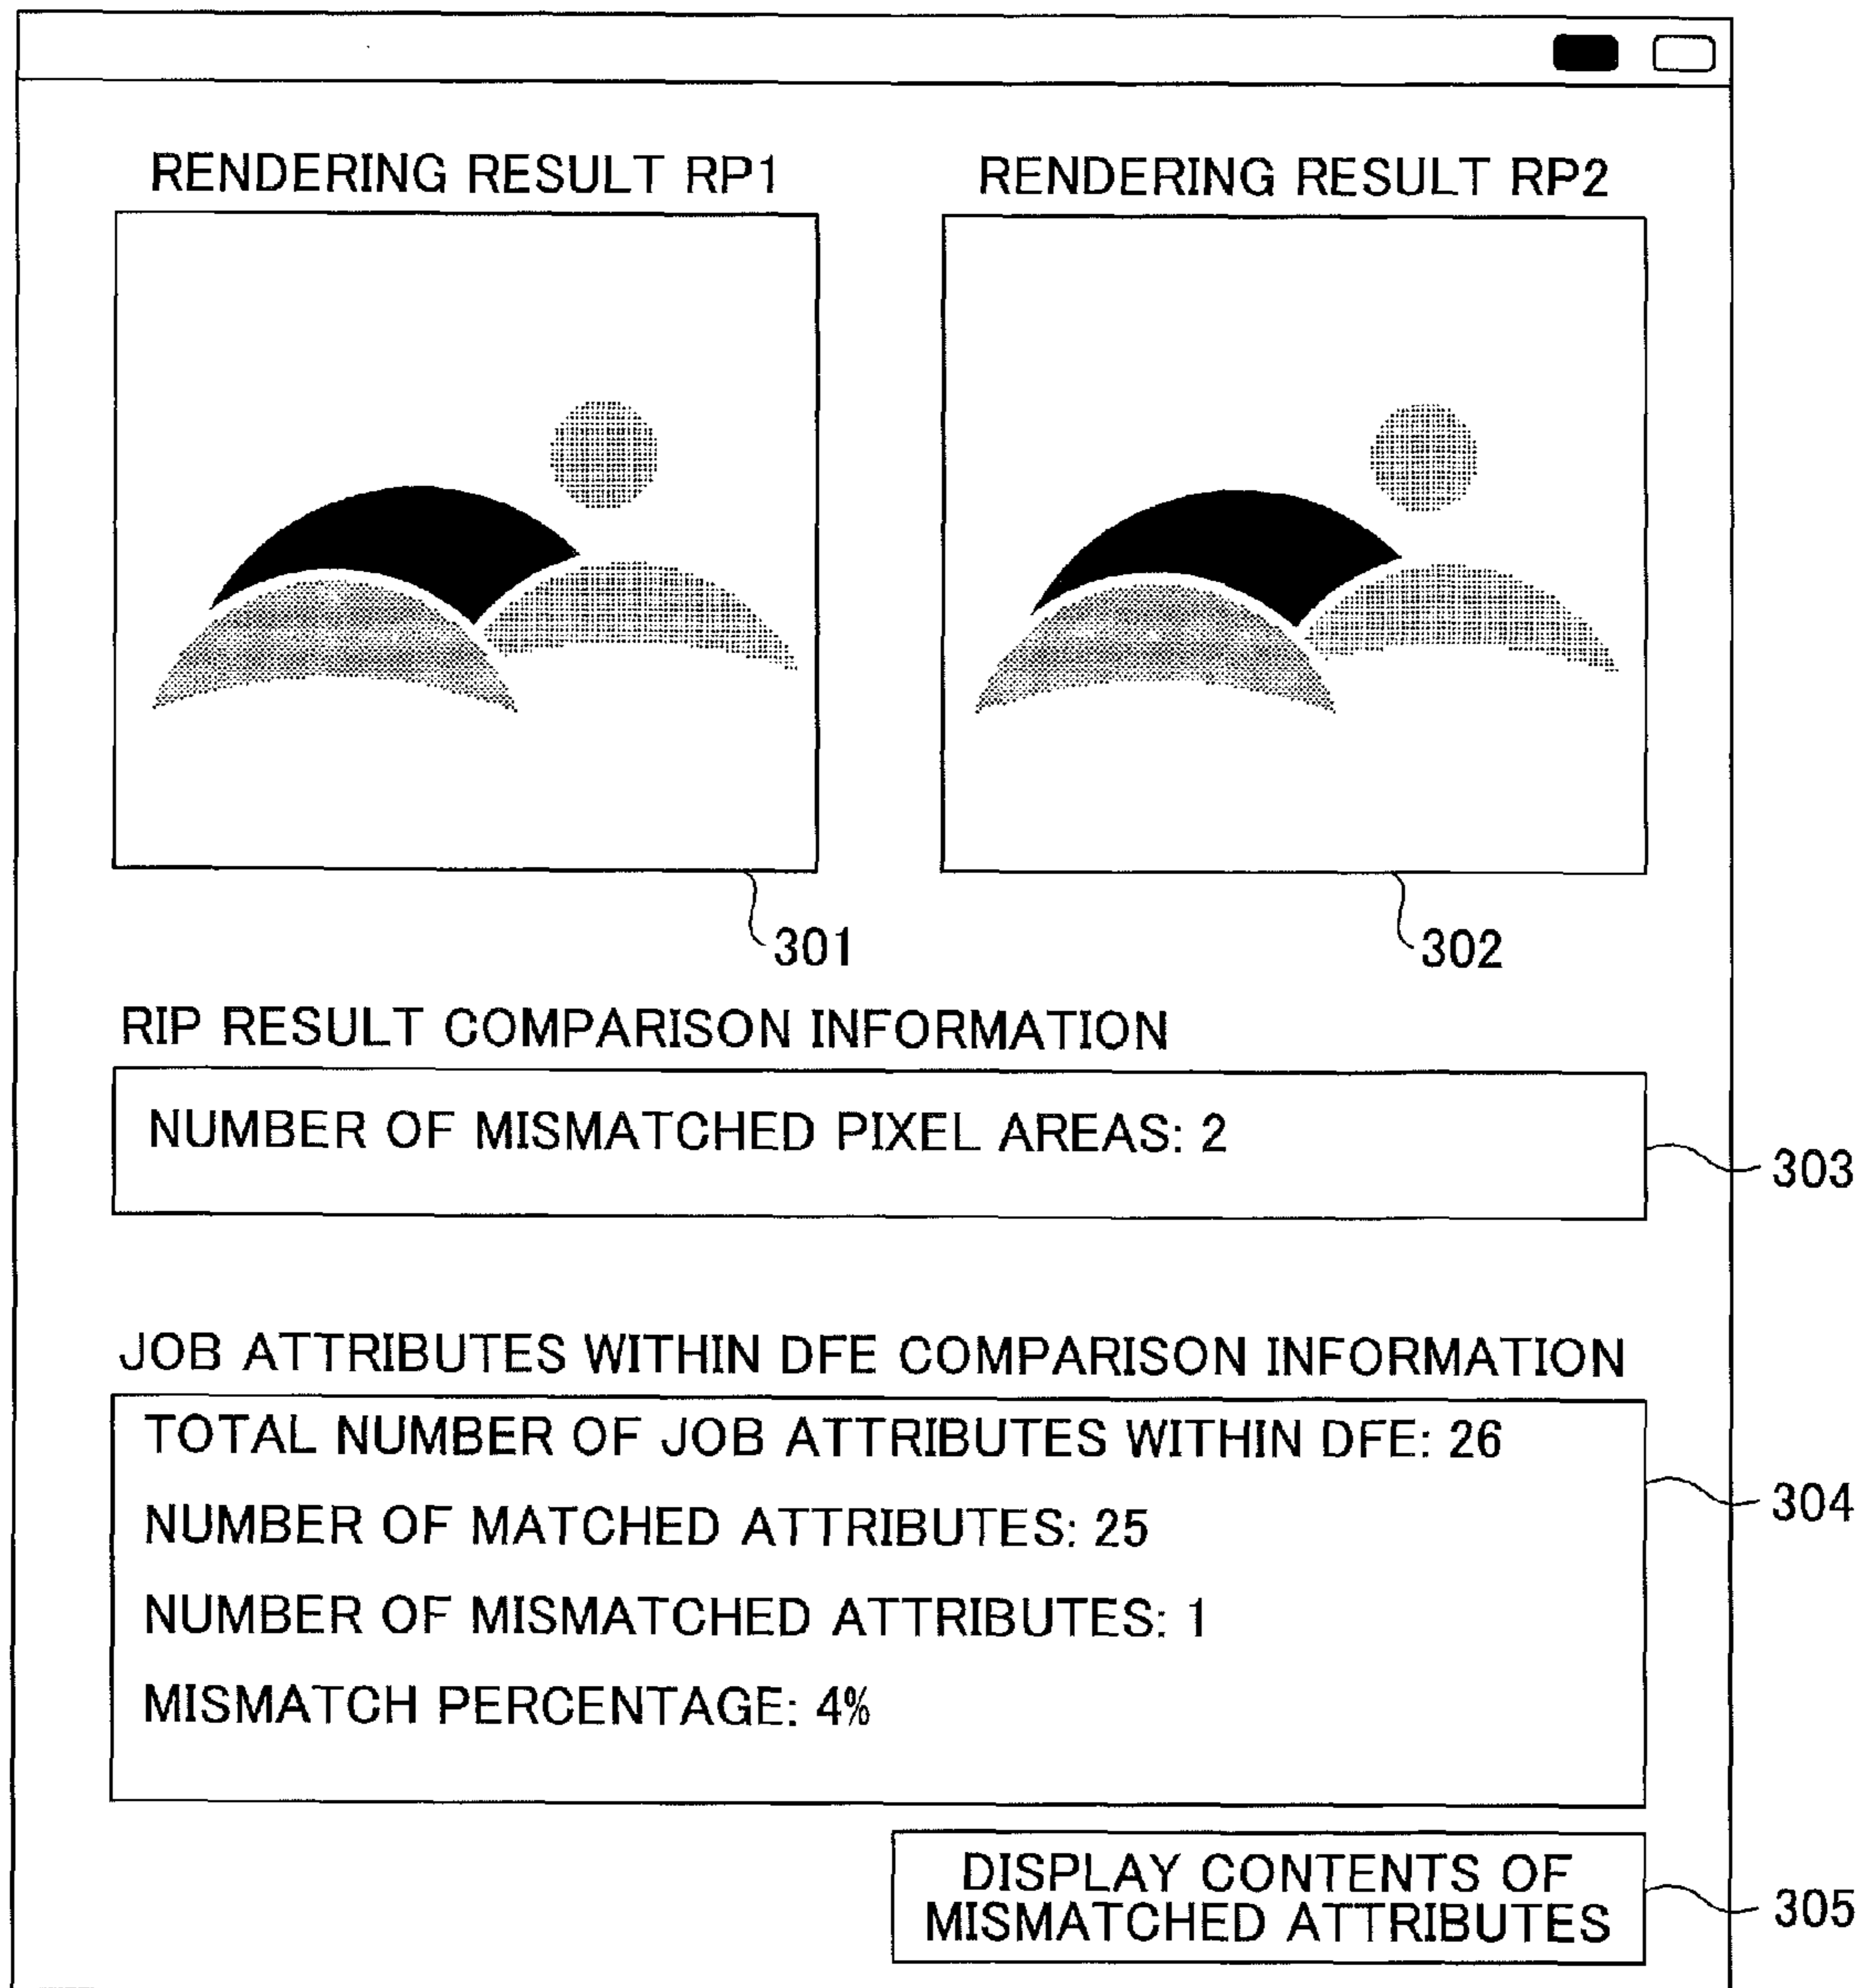 RENDERING RESULT RP1
RENDERING RESULT RP2
301
302
RIP RESULT COMPARISON INFORMATION
NUMBER OF MISMATCHED PIXEL AREAS: 2
303
JOB ATTRIBUTES WITHIN DFE COMPARISON INFORMATION
TOTAL NUMBER OF JOB ATTRIBUTES WITHIN DFE: 26
304
NUMBER OF MATCHED ATTRIBUTES: 25
NUMBER OF MISMATCHED ATTRIBUTES: 1
MISMATCH PERCENTAGE: 4%
DISPLAY CONTENTS OF
MISMATCHED ATTRIBUTES
305